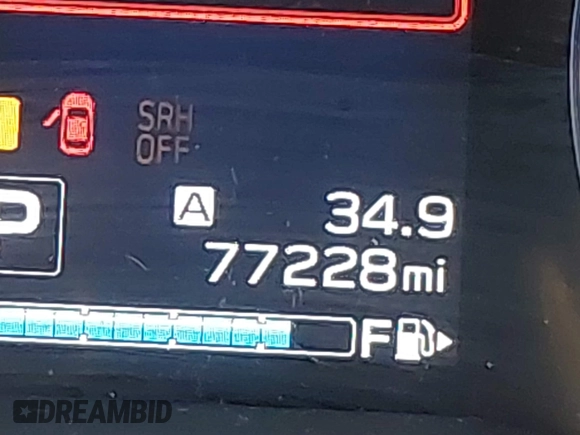 SRH
OFF
P
A 34.9
77228mi
F
DREAMBID